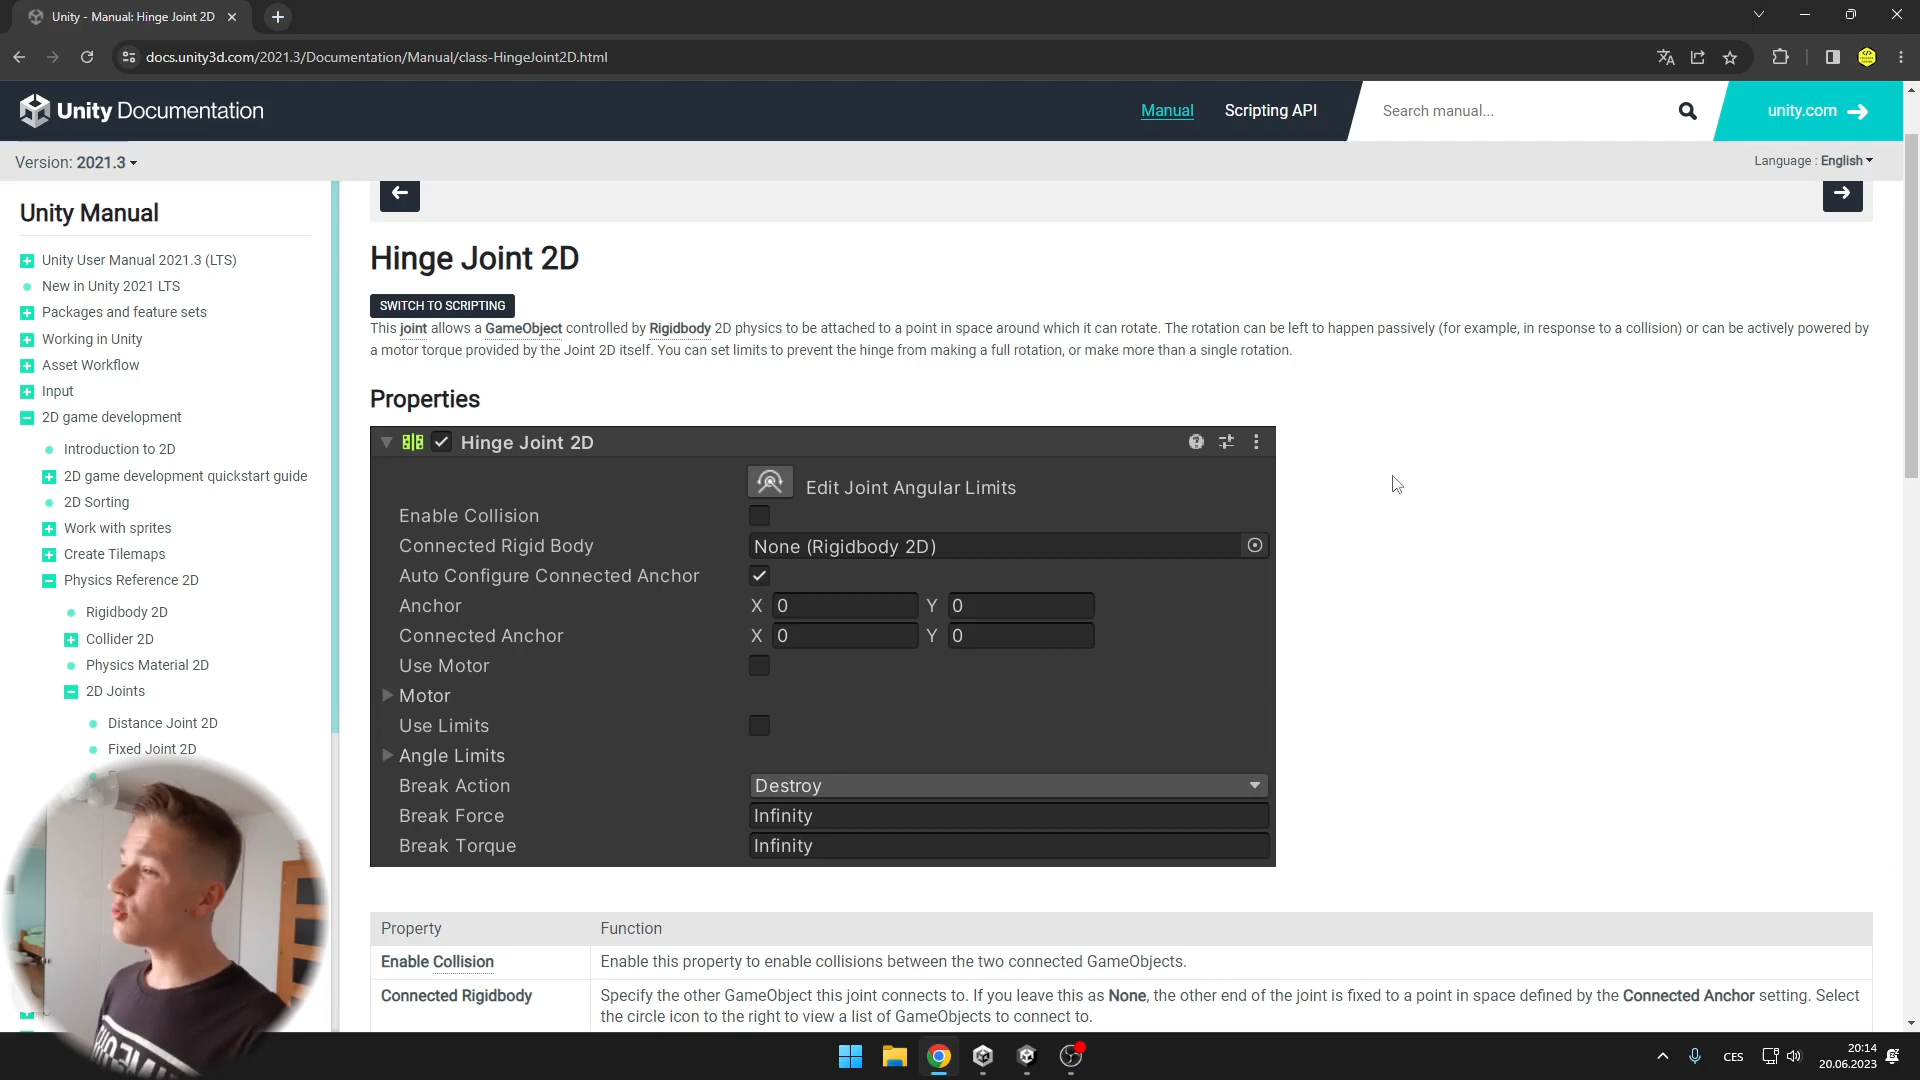 Unity - Manual: Hinge Joint 2D
docs.unity3d.com/2021.3/Documentation/Manual/class-HingeJoint2D.html
Unity Documentation
Manual
Scripting API
Search manual...
unity.com
Version: 2021.3
Language : English
Unity Manual
Unity User Manual 2021.3 (LTS)
New in Unity 2021 LTS
Packages and feature sets
Working in Unity
Asset Workflow
Input
2D game development
Introduction to 2D
2D game development quickstart guide
2D Sorting
Work with sprites
Create Tilemaps
Physics Reference 2D
Rigidbody 2D
Collider 2D
Physics Material 2D
2D Joints
Distance Joint 2D
Fixed Joint 2D
Hinge Joint 2D
SWITCH TO SCRIPTING
This joint allows a GameObject controlled by Rigidbody 2D physics to be attached to a point in space around which it can rotate. The rotation can be left to happen passively (for example, in response to a collision) or can be actively powered by
a motor torque provided by the Joint 2D itself. You can set limits to prevent the hinge from making a full rotation, or make more than a single rotation.
Properties
Hinge Joint 2D
Edit Joint Angular Limits
Enable Collision
Connected Rigid Body None (Rigidbody 2D)
Auto Configure Connected Anchor
Anchor X 0 Y 0
Connected Anchor X 0 Y 0
Use Motor
Motor
Use Limits
Angle Limits
Break Action Destroy
Break Force Infinity
Break Torque Infinity
Property Function
Enable Collision Enable this property to enable collisions between the two connected GameObjects.
Connected Rigidbody Specify the other GameObject this joint connects to. If you leave this as None, the other end of the joint is fixed to a point in space defined by the Connected Anchor setting. Select
the circle icon to the right to view a list of GameObjects to connect to.
CES
20:14
20.06.2023